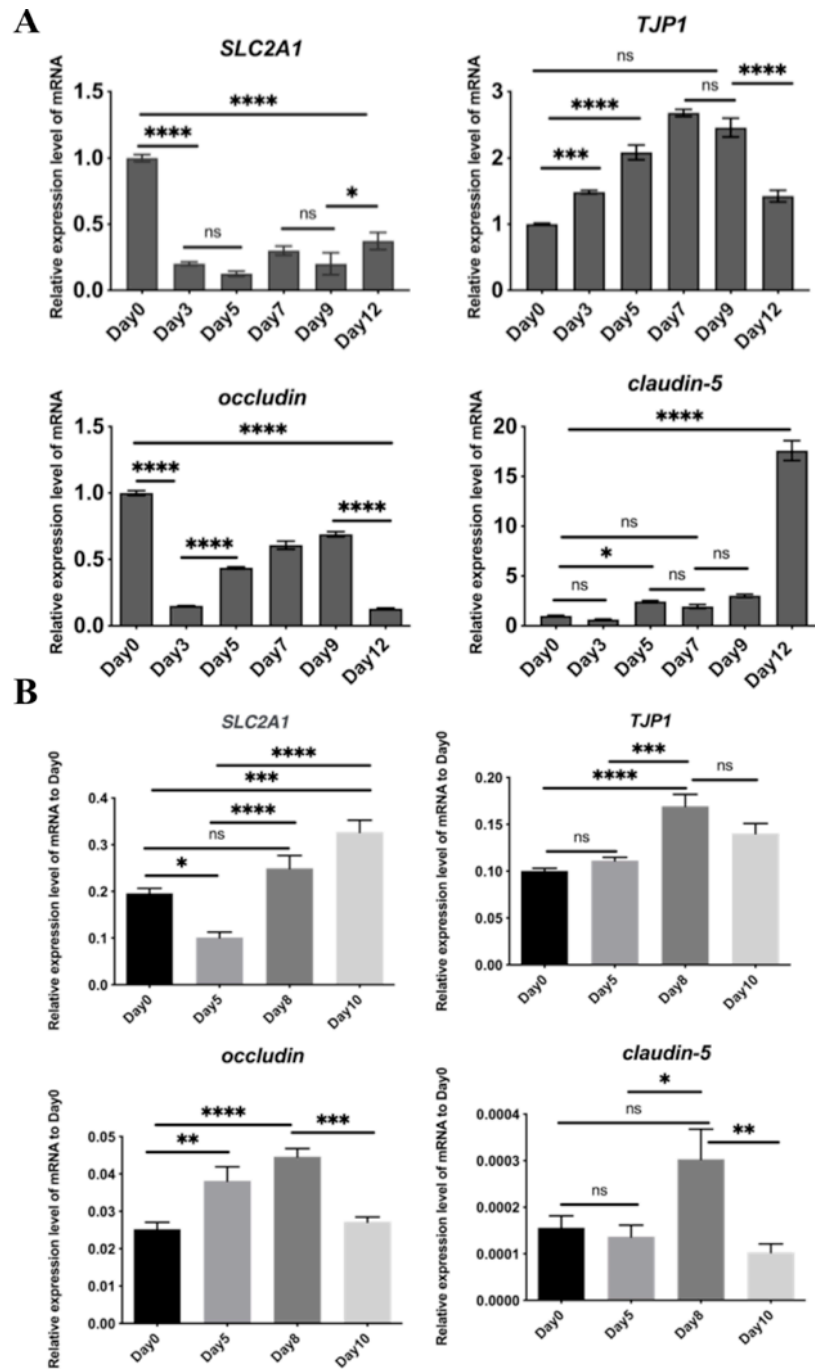 A
SLC2A1
Relative expression level of mRNA
1.5
1.0
0.5
0.0
****
****
ns
ns
*
Day0
Day3
Day5
Day7
Day9
Day12
TJP1
Relative expression level of mRNA
3
2
1
0
ns
****
ns
****
***
Day0
Day3
Day5
Day7
Day9
Day12
occludin
Relative expression level of mRNA
1.5
1.0
0.5
0.0
****
****
****
****
Day0
Day3
Day5
Day7
Day9
Day12
claudin-5
Relative expression level of mRNA
20
15
10
5
0
****
ns
*
ns
ns
ns
Day0
Day3
Day5
Day7
Day9
Day12
B
SLC2A1
Relative expression level of mRNA to Day0
0.4
0.3
0.2
0.1
0.0
****
***
****
ns
*
Day0
Day5
Day8
Day10
TJP1
Relative expression level of mRNA to Day0
0.20
0.15
0.10
0.05
0.00
***
****
ns
ns
Day0
Day5
Day8
Day10
occludin
Relative expression level of mRNA to Day0
0.05
0.04
0.03
0.02
0.01
0.00
****
***
**
Day0
Day5
Day8
Day10
claudin-5
Relative expression level of mRNA to Day0
0.0004
0.0003
0.0002
0.0001
0.0000
*
ns
**
ns
Day0
Day5
Day8
Day10